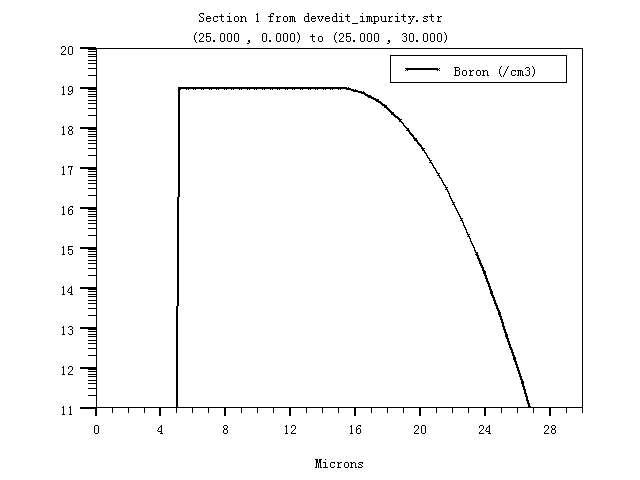 Section 1 from devedit_impurity.str
(25.000 , 0.000) to (25.000 , 30.000)
Boron (/cm3)
20
19
18
17
16
15
14
13
12
11
0 4 8 12 16 20 24 28
Microns